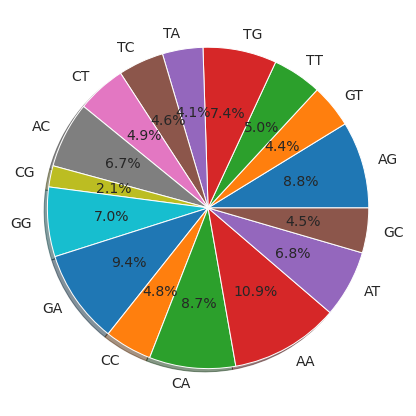 TG
TA
TC
TT
CT
GT
AC
AG
CG
GG
GC
GA
AT
CC
AA
CA
7.4%
4.1%
4.6%
5.0%
4.9%
4.4%
6.7%
8.8%
2.1%
7.0%
4.5%
9.4%
6.8%
4.8%
10.9%
8.7%